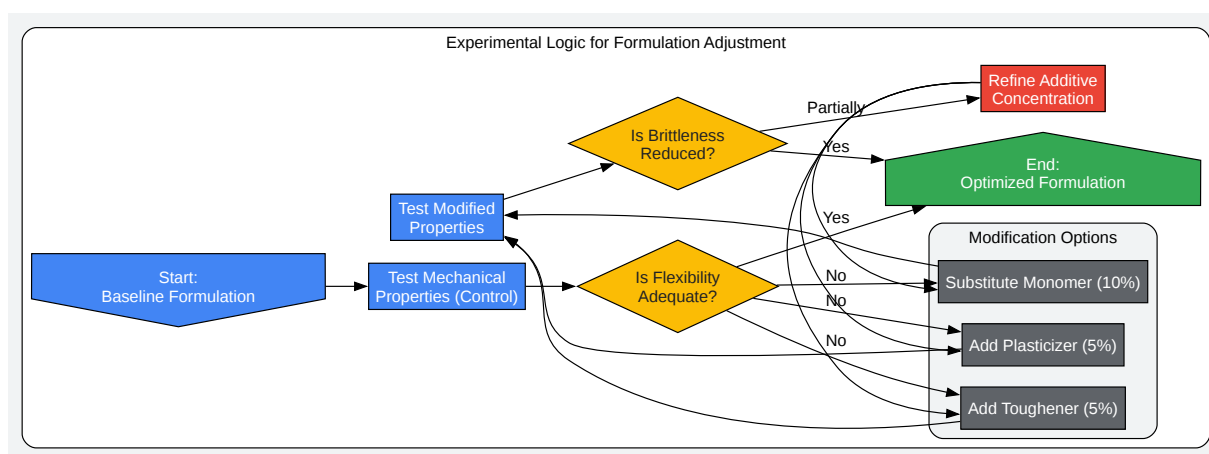 Experimental Logic for Formulation Adjustment
Refine Additive
Concentration
Partially
Is Brittleness
Reduced?
Yes
End:
Optimized Formulation
Test Modified
Properties
Yes
Modification Options
Start:
Baseline Formulation
Test Mechanical
Properties (Control)
Is Flexibility
Adequate?
No
Substitute Monomer (10%)
No
No
Add Plasticizer (5%)
Add Toughener (5%)